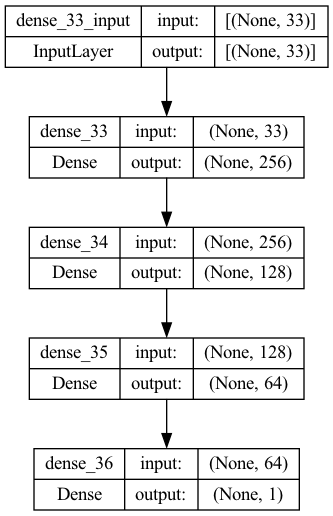 dense_33_input input: [(None, 33)]
InputLayer output: [(None, 33)]
dense_33 input: (None, 33)
Dense output: (None, 256)
dense_34 input: (None, 256)
Dense output: (None, 128)
dense_35 input: (None, 128)
Dense output: (None, 64)
dense_36 input: (None, 64)
Dense output: (None, 1)